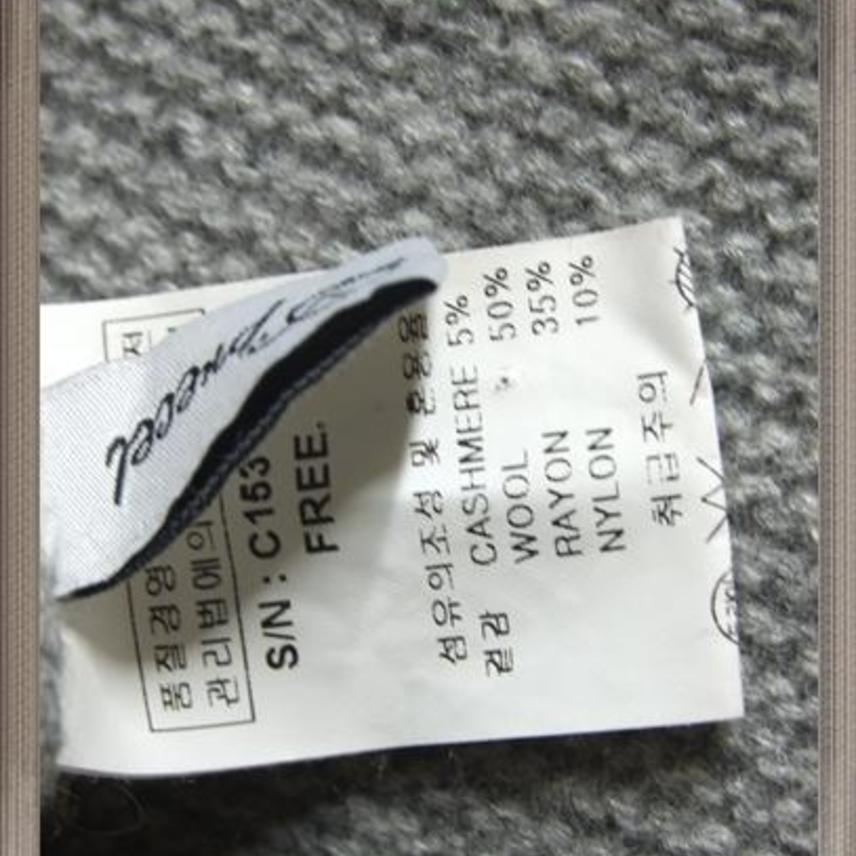 품질경영
관리법에의
S/N : C153
FREE.
섬유의조성 및 혼용율
겉감 CASHMERE 5%
WOOL 50%
RAYON 35%
NYLON 10%
취급주의